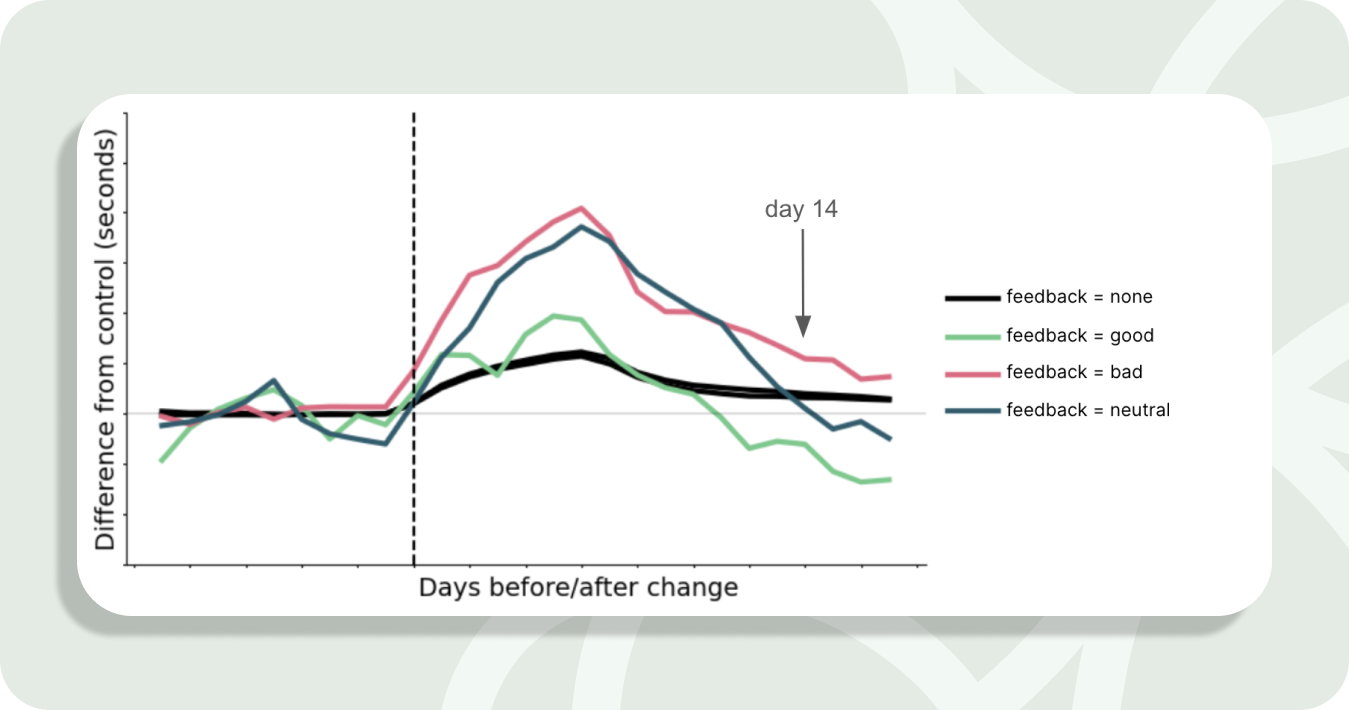 Difference from control (seconds)
day 14
feedback = none
feedback = good
feedback = bad
feedback = neutral
Days before/after change